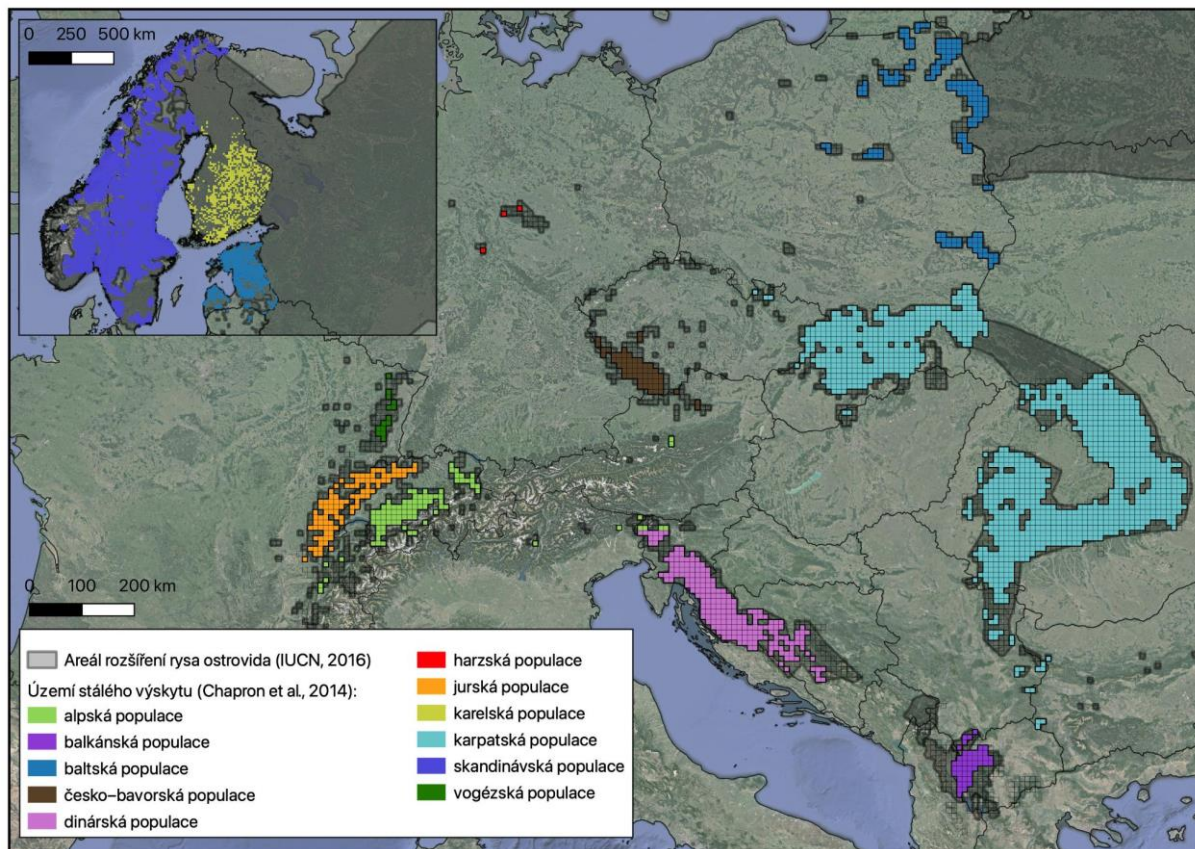 0 250 500 km
0 100 200 km
Areál rozšíření rysa ostrovida (IUCN, 2016)
Území stálého výskytu (Chapron et al., 2014):
alpská populace
balkánská populace
baltská populace
česko–bavorská populace
dinárská populace
harzská populace
jurská populace
karelská populace
karpatská populace
skandinávská populace
vogézská populace